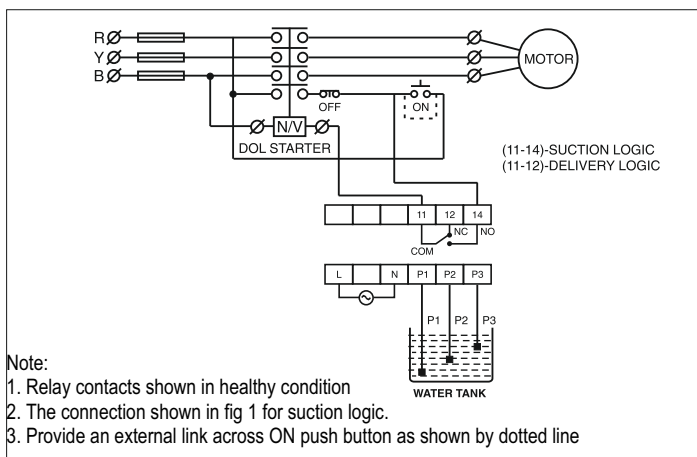 R
Y
B
MOTOR
OFF
ON
N/V
DOL STARTER
(11-14)-SUCTION LOGIC
(11-12)-DELIVERY LOGIC
11 12 14
NC NO
COM
L N P1 P2 P3
P1 P2 P3
WATER TANK
Note:
1. Relay contacts shown in healthy condition
2. The connection shown in fig 1 for suction logic.
3. Provide an external link across ON push button as shown by dotted line